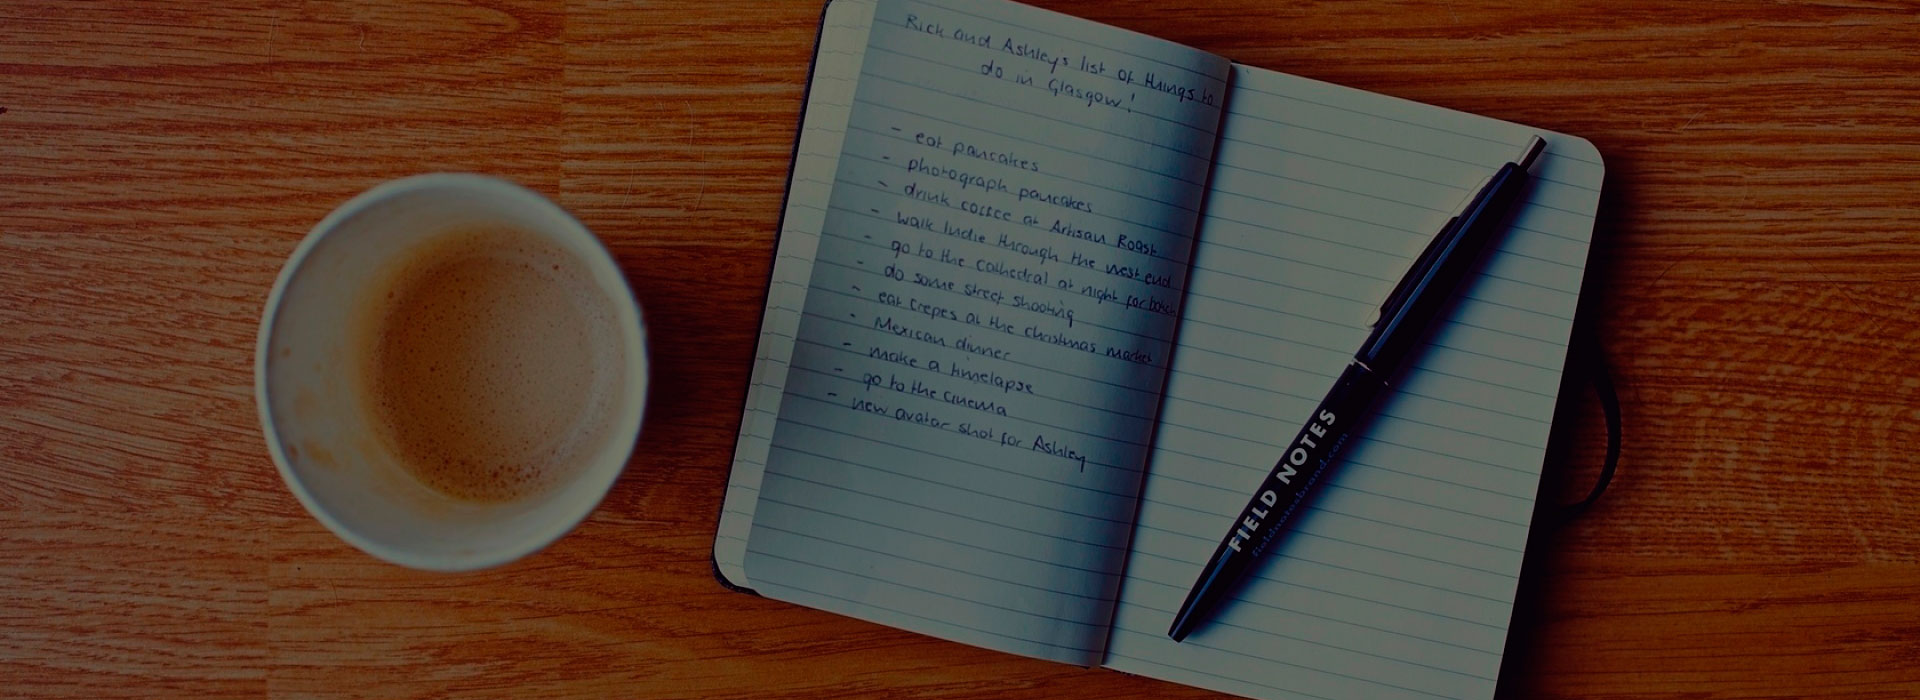 Rick and Ashley's list of things to
do in Glasgow!
- eat pancakes
- photograph pancakes
- drink coffee at Artisan Roast
- walk Indie through the west end
- go to the cathedral at night for
- do some street shooting
- eat crepes at the christmas market
- Mexican dinner
- make a timelapse
- go to the cinema
- new avatar shot for Ashley
FIELD NOTES
fieldnotesbrand.com